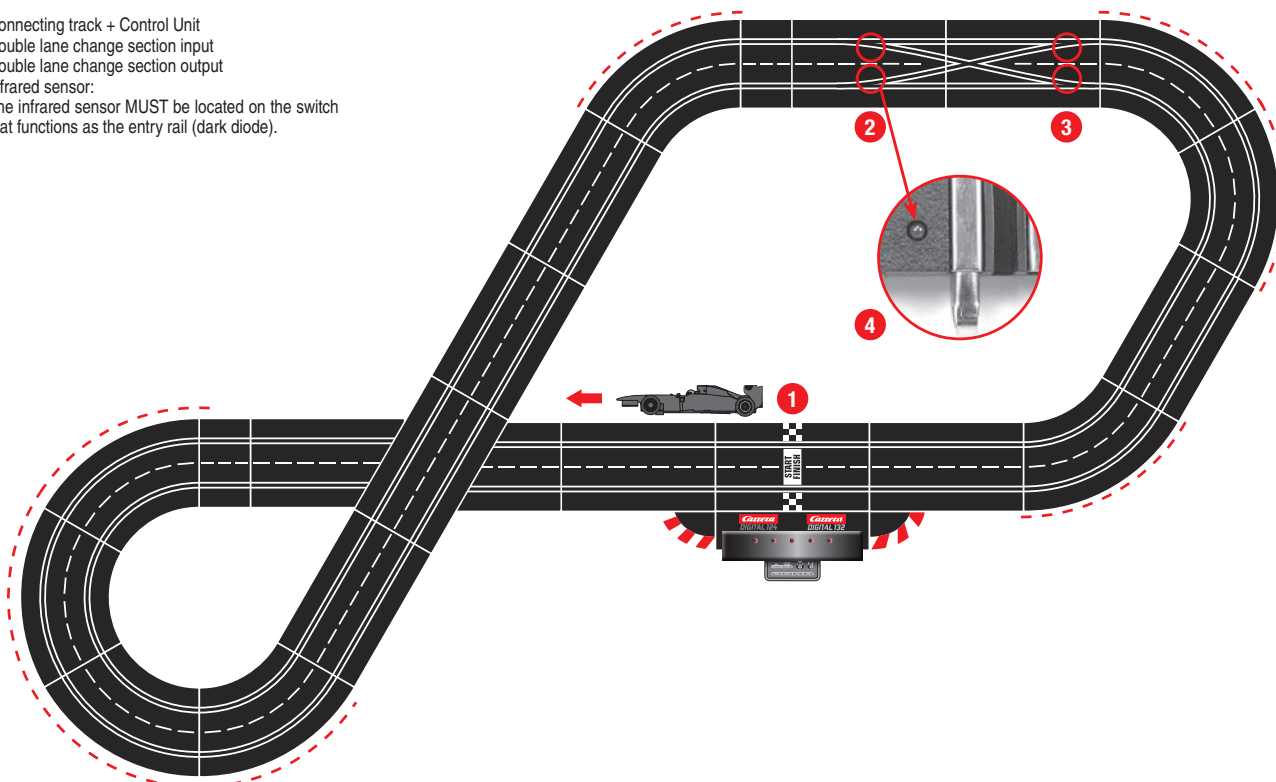 onnecting track + Control Unit
ouble lane change section input
ouble lane change section output
frared sensor:
ne infrared sensor MUST be located on the switch
at functions as the entry rail (dark diode).
2
3
4
1
START
FINISH
Carrera
DIGITAL 124
Carrera
DIGITAL 132